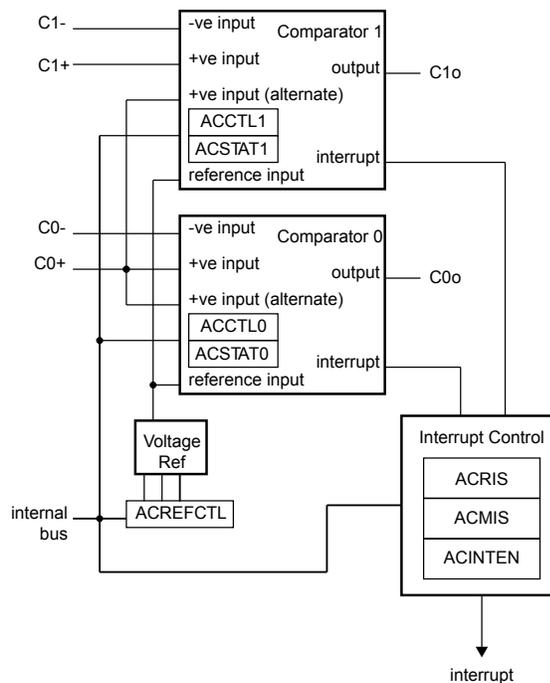 C1-
-ve input
Comparator 1
C1+
+ve input
output
C1o
+ve input (alternate)
ACCTL1
ACSTAT1
interrupt
reference input
C0-
-ve input
Comparator 0
C0+
+ve input
output
C0o
+ve input (alternate)
ACCTL0
ACSTAT0
interrupt
reference input
Voltage
Ref
Interrupt Control
ACRIS
ACMIS
ACINTEN
internal
bus
ACREFCTL
interrupt